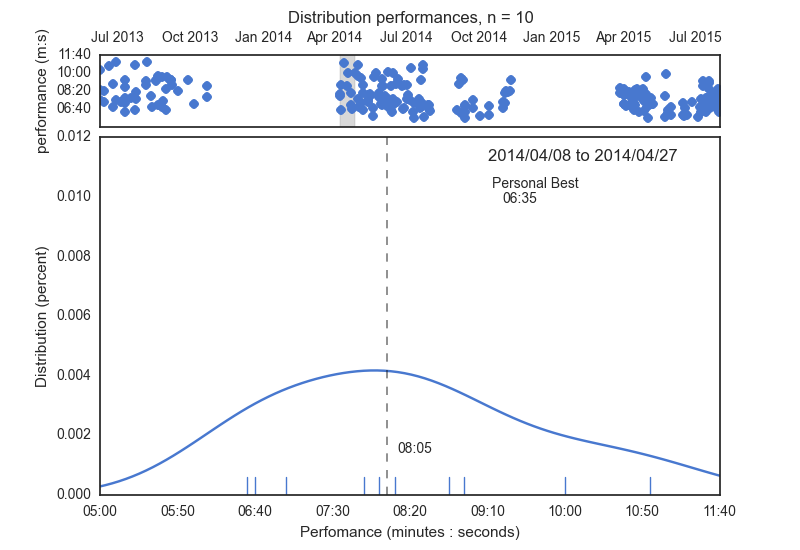 Distribution performances, n = 10
Jul 2013 Oct 2013 Jan 2014 Apr 2014 Jul 2014 Oct 2014 Jan 2015 Apr 2015 Jul 2015
performance (m:s)
11:40
10:00
08:20
06:40
0.012
2014/04/08 to 2014/04/27
Personal Best
06:35
0.010
0.008
Distribution (percent)
0.006
0.004
0.002
08:05
0.000
05:00 05:50 06:40 07:30 08:20 09:10 10:00 10:50 11:40
Perfomance (minutes : seconds)